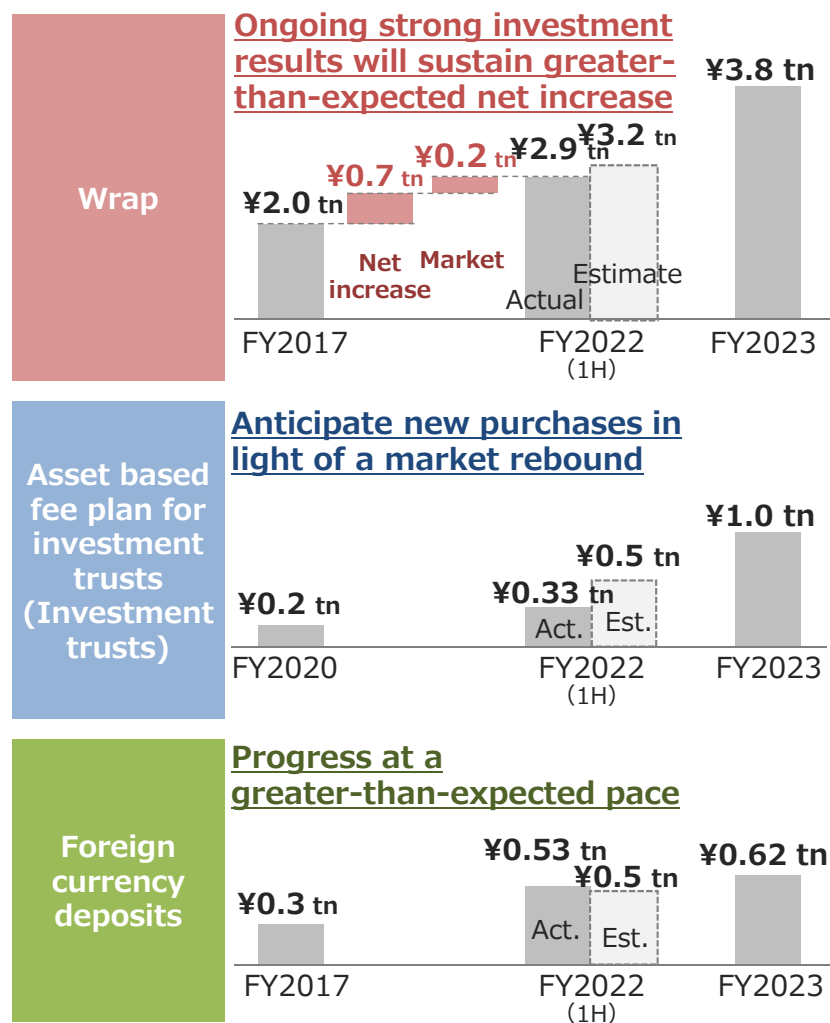 Wrap
Ongoing strong investment
results will sustain greater-
than-expected net increase
¥3.8 tn
¥3.2 tn
¥2.9 tn
¥0.2 tn
¥0.7 tn
¥2.0 tn
Net
increase
Market
Actual
Estimate
FY2017
FY2022
(1H)
FY2023
Asset based
fee plan for
investment
trusts
(Investment
trusts)
Anticipate new purchases in
light of a market rebound
¥1.0 tn
¥0.5 tn
¥0.33 tn
¥0.2 tn
Act.
Est.
FY2020
FY2022
(1H)
FY2023
Foreign
currency
deposits
Progress at a
greater-than-expected pace
¥0.53 tn
¥0.62 tn
¥0.5 tn
¥0.3 tn
Act.
Est.
FY2017
FY2022
(1H)
FY2023